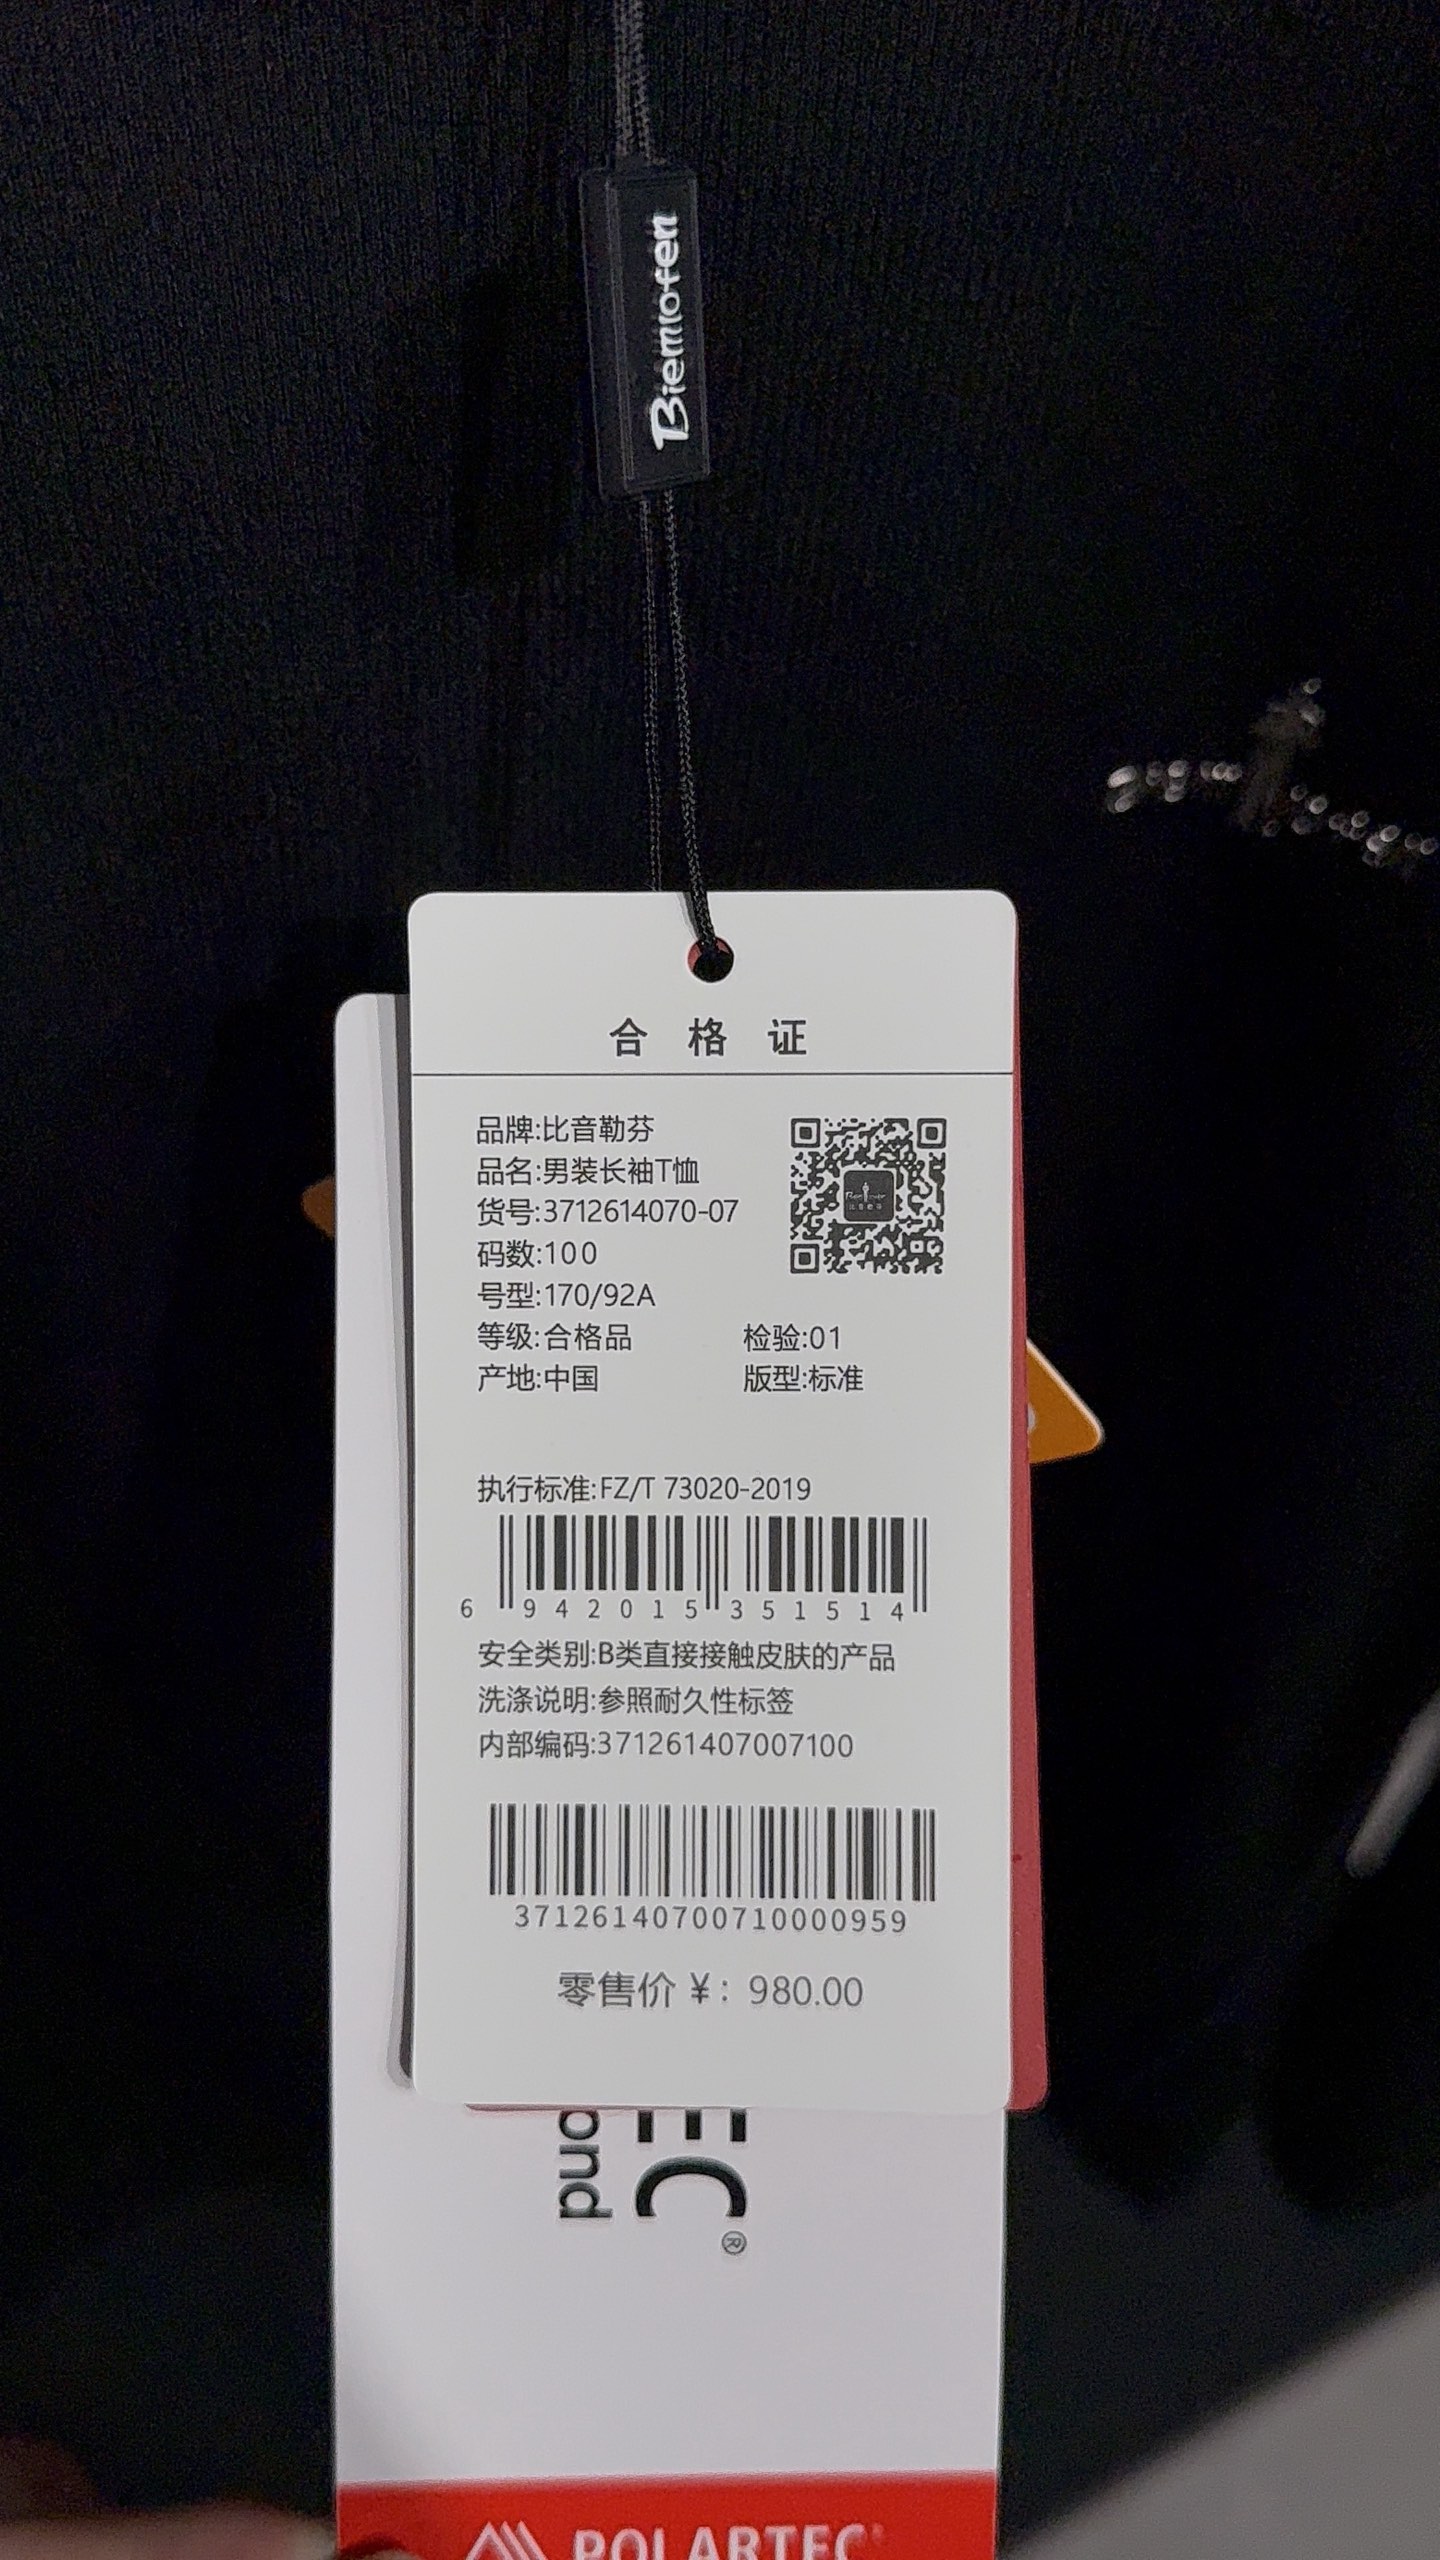 Biemlofen
合格证
品牌:比音勒芬
品名:男装长袖T恤
货号:3712614070-07
码数:100
号型:170/92A
等级:合格品 检验:01
产地:中国 版型:标准
执行标准:FZ/T 73020-2019
6 942015 351514
安全类别:B类直接接触皮肤的产品
洗涤说明:参照耐久性标签
内部编码:371261407007100
37126140700710000959
零售价 ¥: 980.00
EC®
ond
POLARTEC